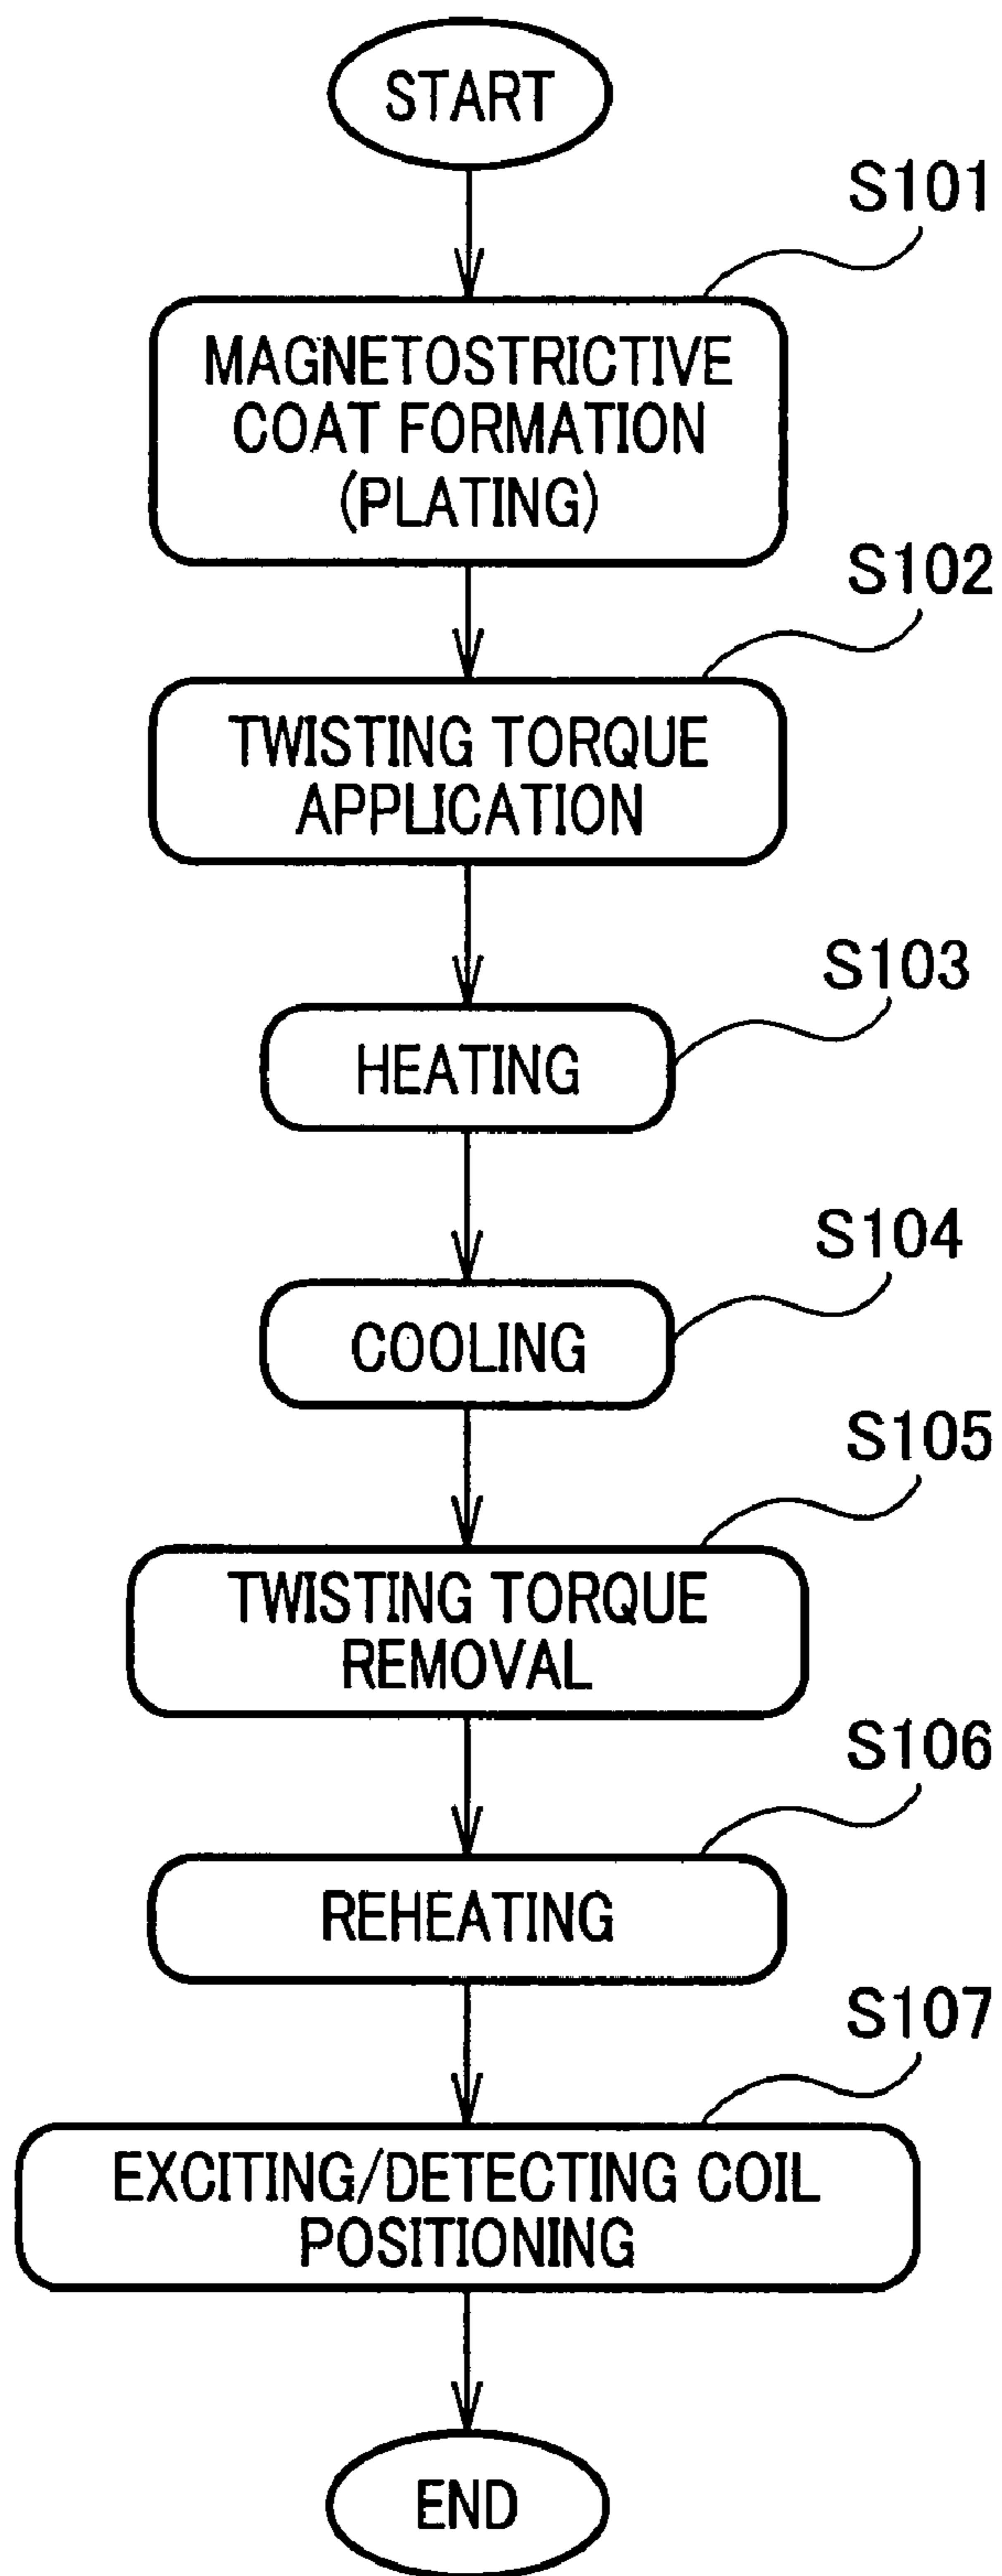 START
S101
MAGNETOSTRICTIVE
COAT FORMATION
(PLATING)
S102
TWISTING TORQUE
APPLICATION
S103
HEATING
S104
COOLING
S105
TWISTING TORQUE
REMOVAL
S106
REHEATING
S107
EXCITING/DETECTING COIL
POSITIONING
END